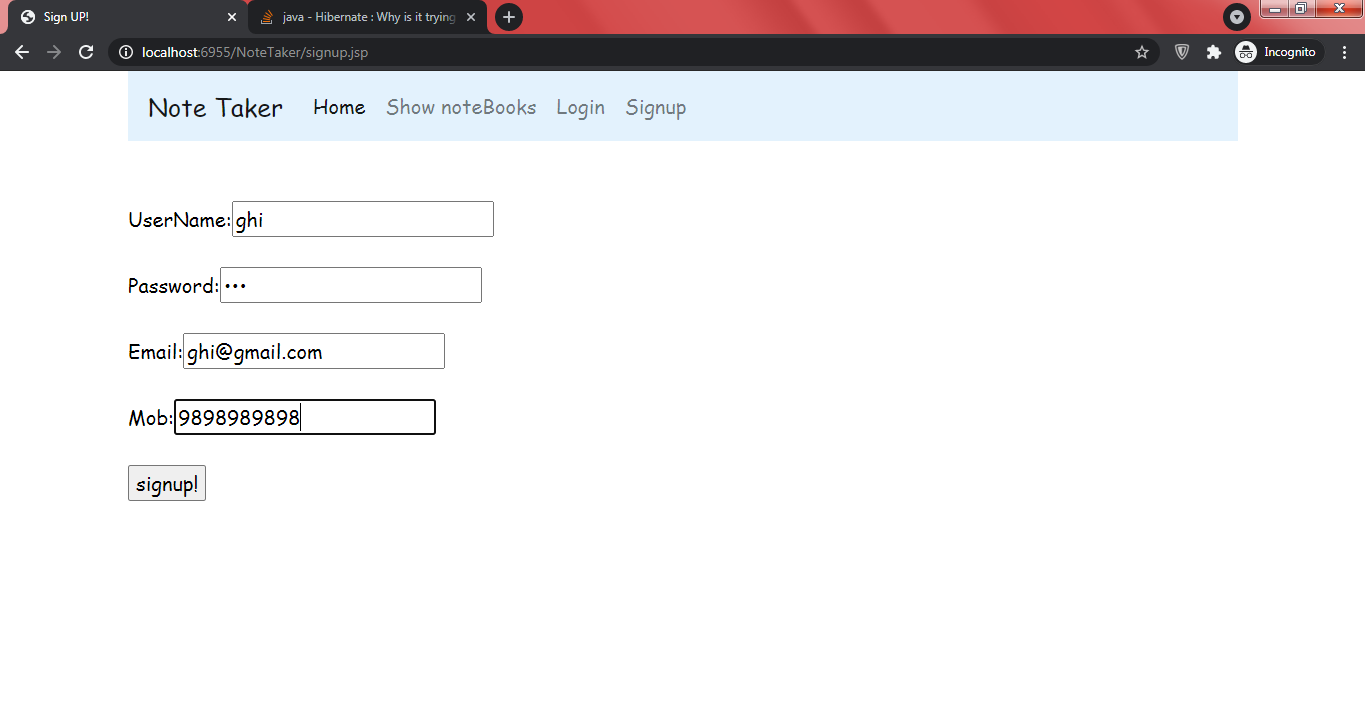 Sign UP!
java - Hibernate : Why is it trying
localhost:6955/NoteTaker/signup.jsp
Incognito
Note Taker Home Show noteBooks Login Signup
UserName:ghi
Password:•••
Email:ghi@gmail.com
Mob:9898989898
signup!